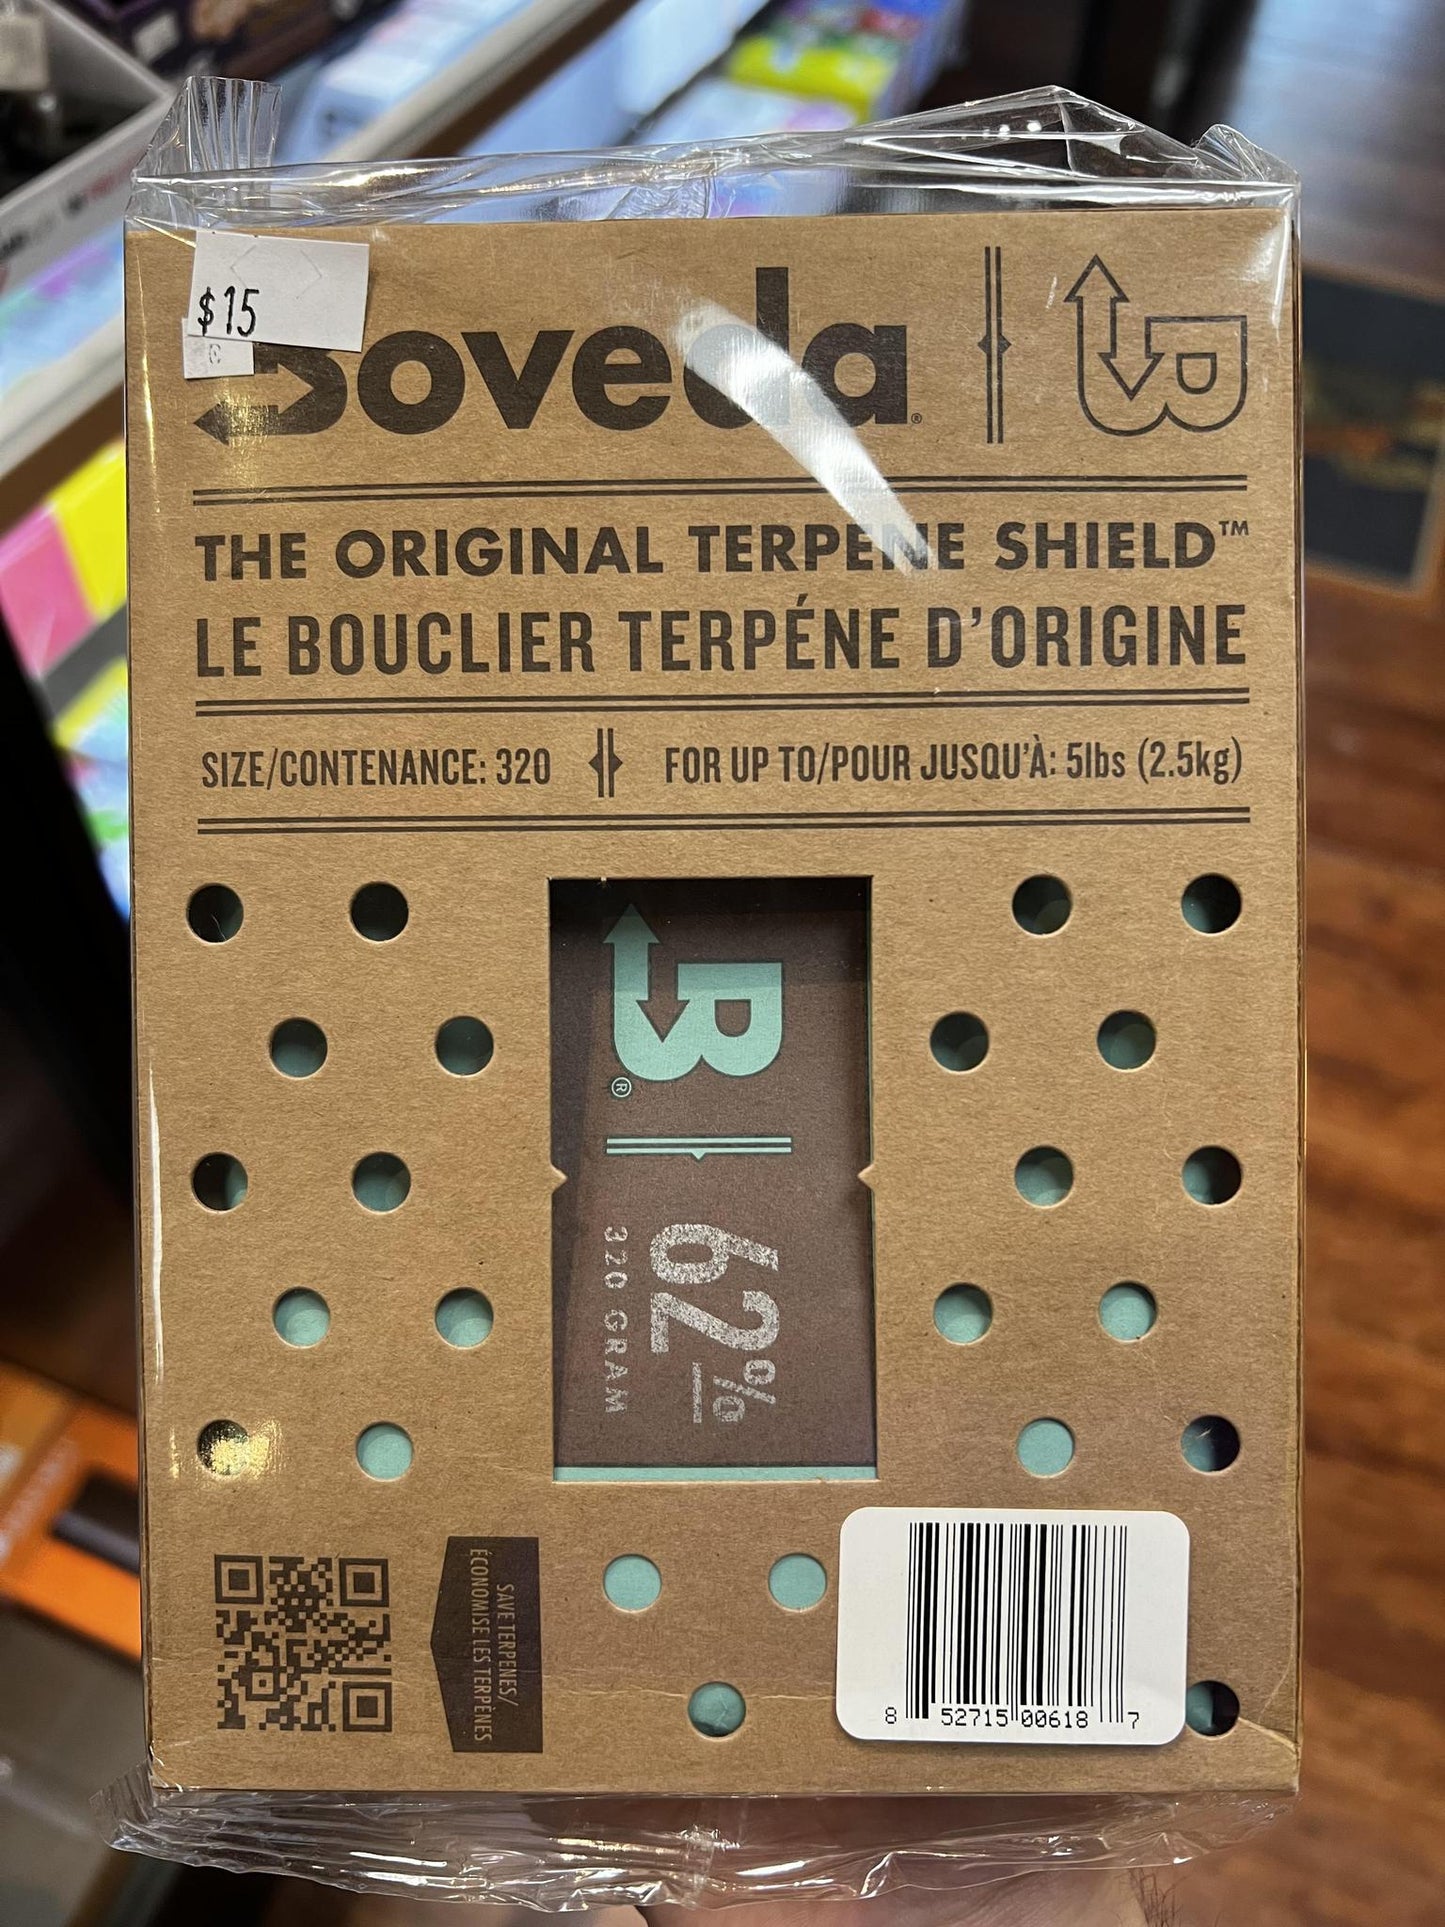 $15
Boveda®
THE ORIGINAL TERPENE SHIELD™
LE BOUCLIER TERPÉNE D'ORIGINE
SIZE/CONTENANCE: 320
FOR UP TO/POUR JUSQU'À: 5lbs (2.5kg)
B®
62%
320 GRAM
SAVE TERPENES/
ÉCONOMISE LES TERPÈNES
8 52715 00618 7